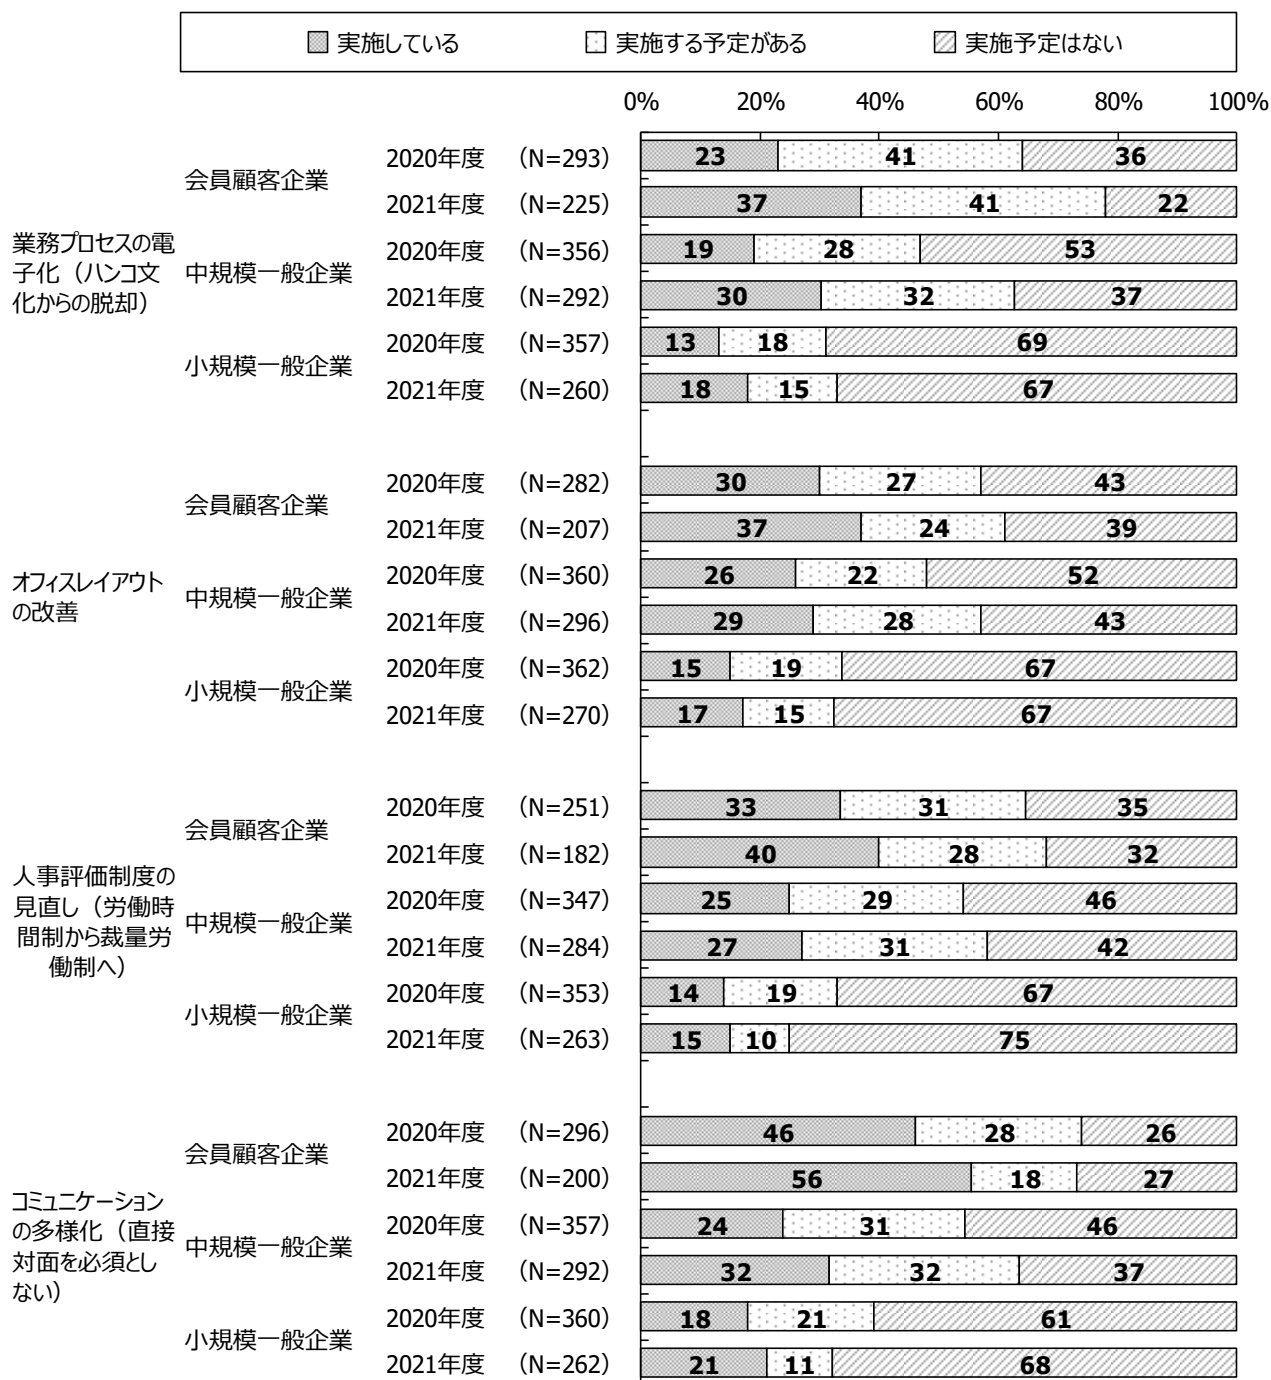 実施している 実施する予定がある 実施予定はない
0% 20% 40% 60% 80% 100%
業務プロセスの電
子化（ハンコ文
化からの脱却）
会員顧客企業
2020年度 （N=293） 23 41 36
2021年度 （N=225） 37 41 22
中規模一般企業
2020年度 （N=356） 19 28 53
2021年度 （N=292） 30 32 37
小規模一般企業
2020年度 （N=357） 13 18 69
2021年度 （N=260） 18 15 67
オフィスレイアウト
の改善
会員顧客企業
2020年度 （N=282） 30 27 43
2021年度 （N=207） 37 24 39
中規模一般企業
2020年度 （N=360） 26 22 52
2021年度 （N=296） 29 28 43
小規模一般企業
2020年度 （N=362） 15 19 67
2021年度 （N=270） 17 15 67
人事評価制度の
見直し（労働時
間制から裁量労
働制へ）
会員顧客企業
2020年度 （N=251） 33 31 35
2021年度 （N=182） 40 28 32
中規模一般企業
2020年度 （N=347） 25 29 46
2021年度 （N=284） 27 31 42
小規模一般企業
2020年度 （N=353） 14 19 67
2021年度 （N=263） 15 10 75
コミュニケーション
の多様化（直接
対面を必須とし
ない）
会員顧客企業
2020年度 （N=296） 46 28 26
2021年度 （N=200） 56 18 27
中規模一般企業
2020年度 （N=357） 24 31 46
2021年度 （N=292） 32 32 37
小規模一般企業
2020年度 （N=360） 18 21 61
2021年度 （N=262） 21 11 68